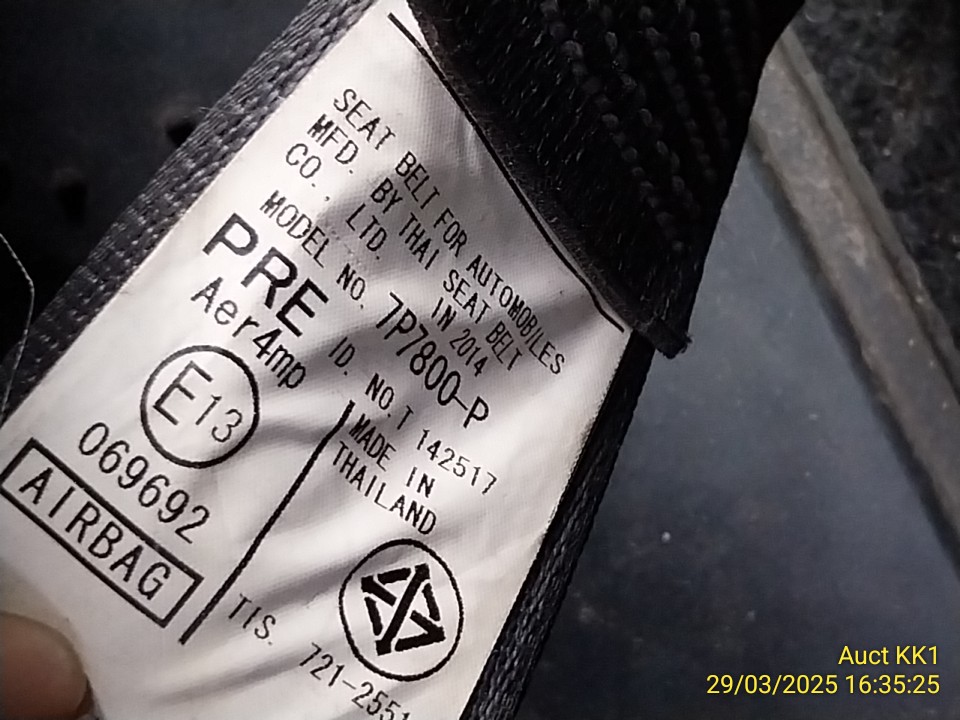 SEAT BELT FOR AUTOMOBILES
MFD. BY THAI SEAT BELT
CO., LTD. IN 2014
MODEL NO. 7P7800-P
PRE ID. NO. T 142517
Aer4mp
MADE IN
THAILAND
E13
069692
AIRBAG
TIS. 721-2551
Auct KK1
29/03/2025 16:35:25